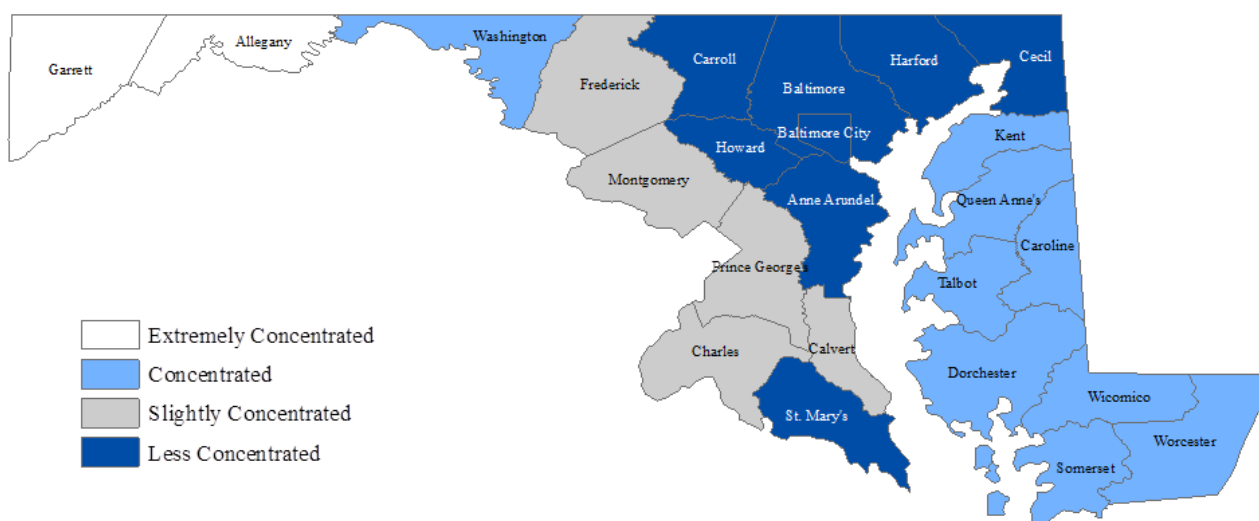 Washington
Allegany
Garrett
Frederick
Carroll
Harford
Cecil
Baltimore
Baltimore City
Howard
Kent
Montgomery
Anne Arundel
Queen Anne's
Caroline
Prince George's
Talbot
Charles
Calvert
Dorchester
Wicomico
St. Mary's
Worcester
Somerset
Extremely Concentrated
Concentrated
Slightly Concentrated
Less Concentrated